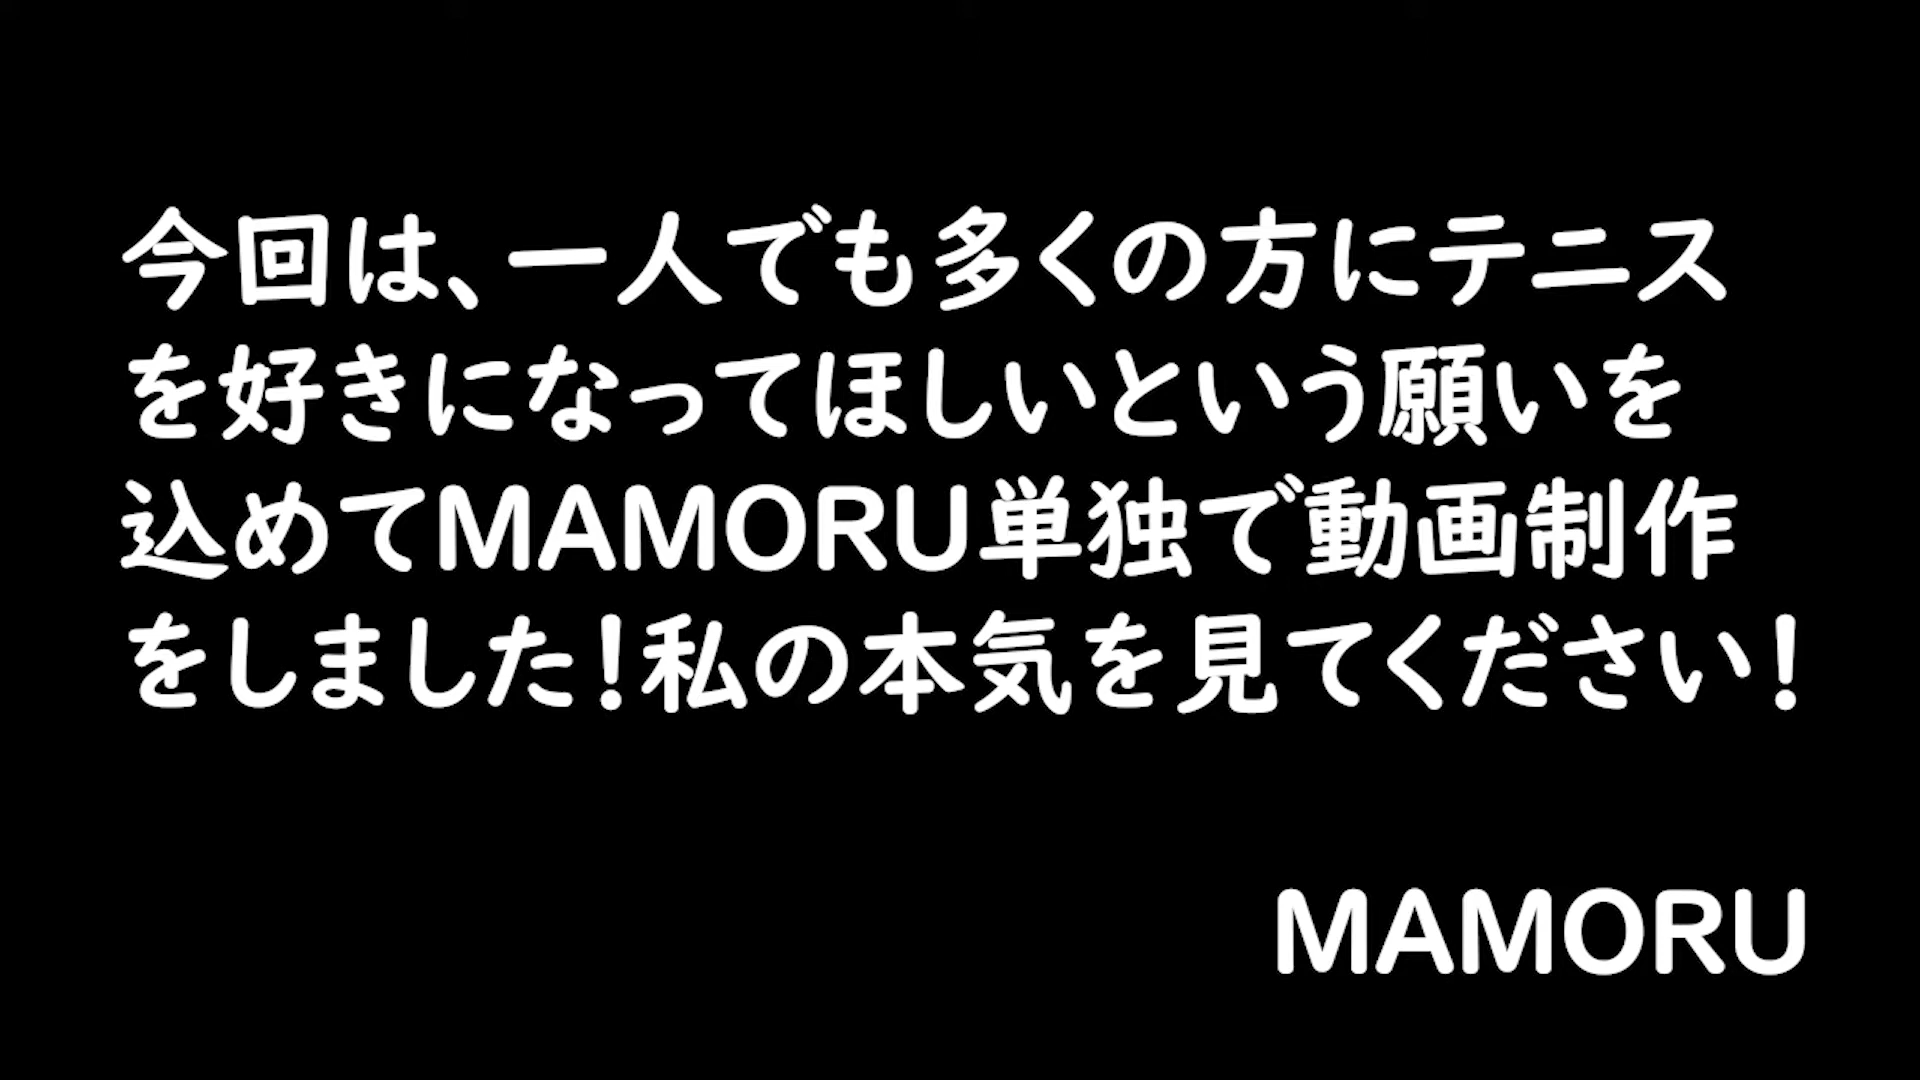 今回は、一人でも多くの方にテニス
を好きになってほしいという願いを
込めてMAMORU単独で動画制作
をしました！私の本気を見てください！
MAMORU